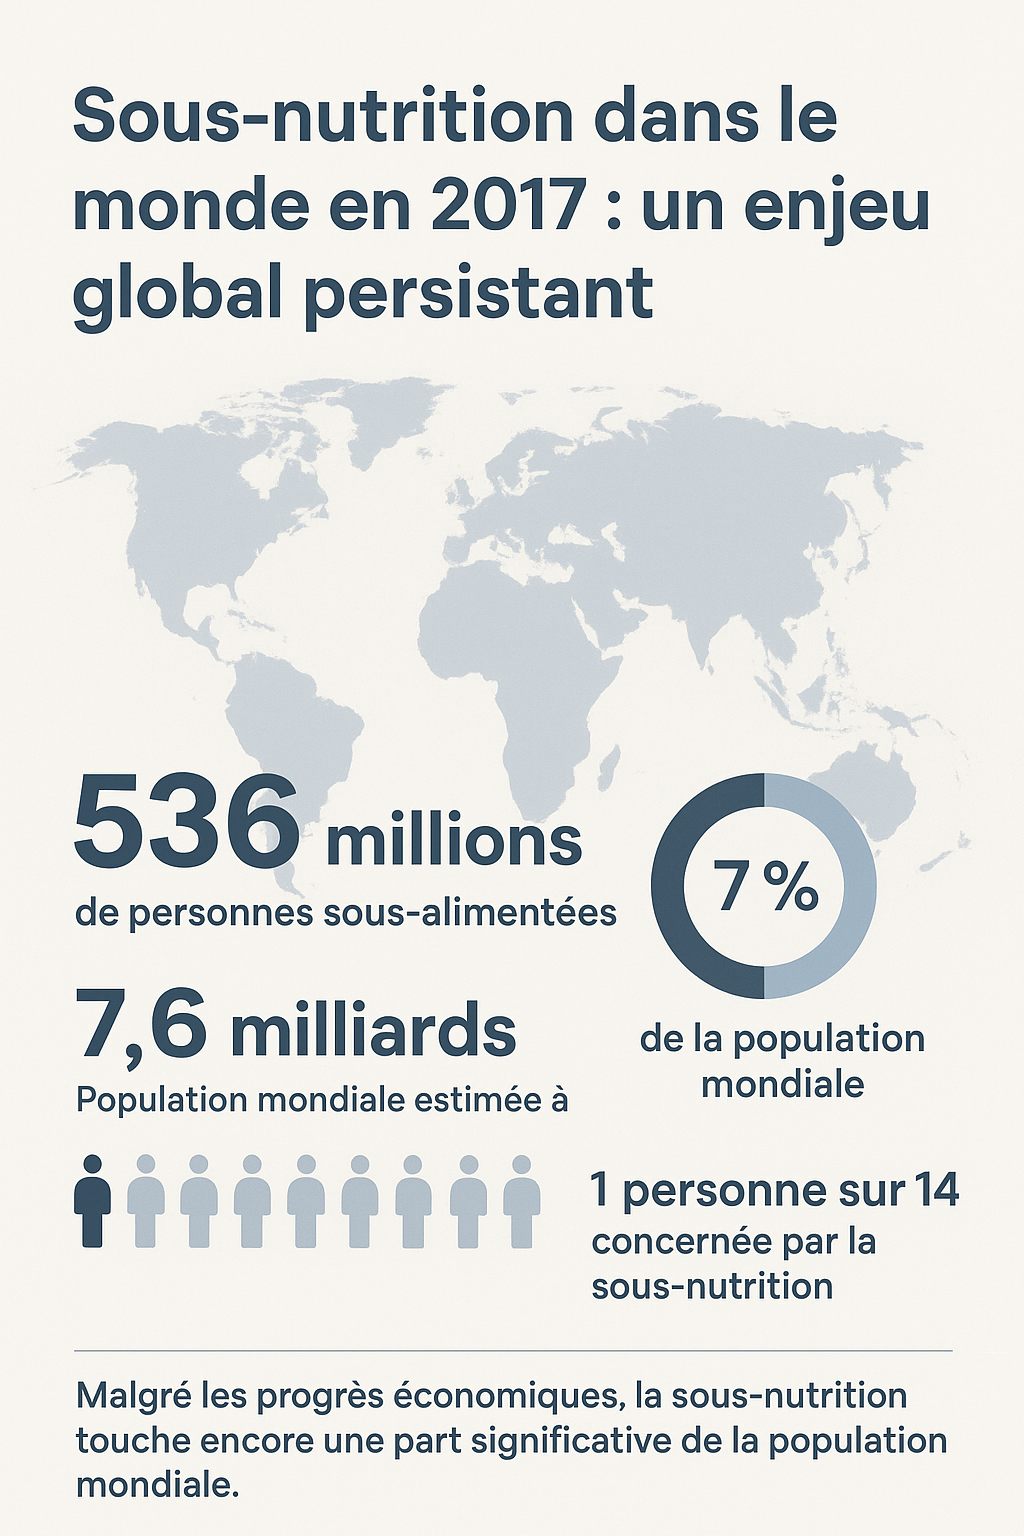 Sous-nutrition dans le
monde en 2017 : un enjeu
global persistant
536 millions
de personnes sous-alimentées
7 %
de la population
mondiale
7,6 milliards
Population mondiale estimée à
1 personne sur 14
concernée par la
sous-nutrition
Malgré les progrès économiques, la sous-nutrition
touche encore une part significative de la population
mondiale.